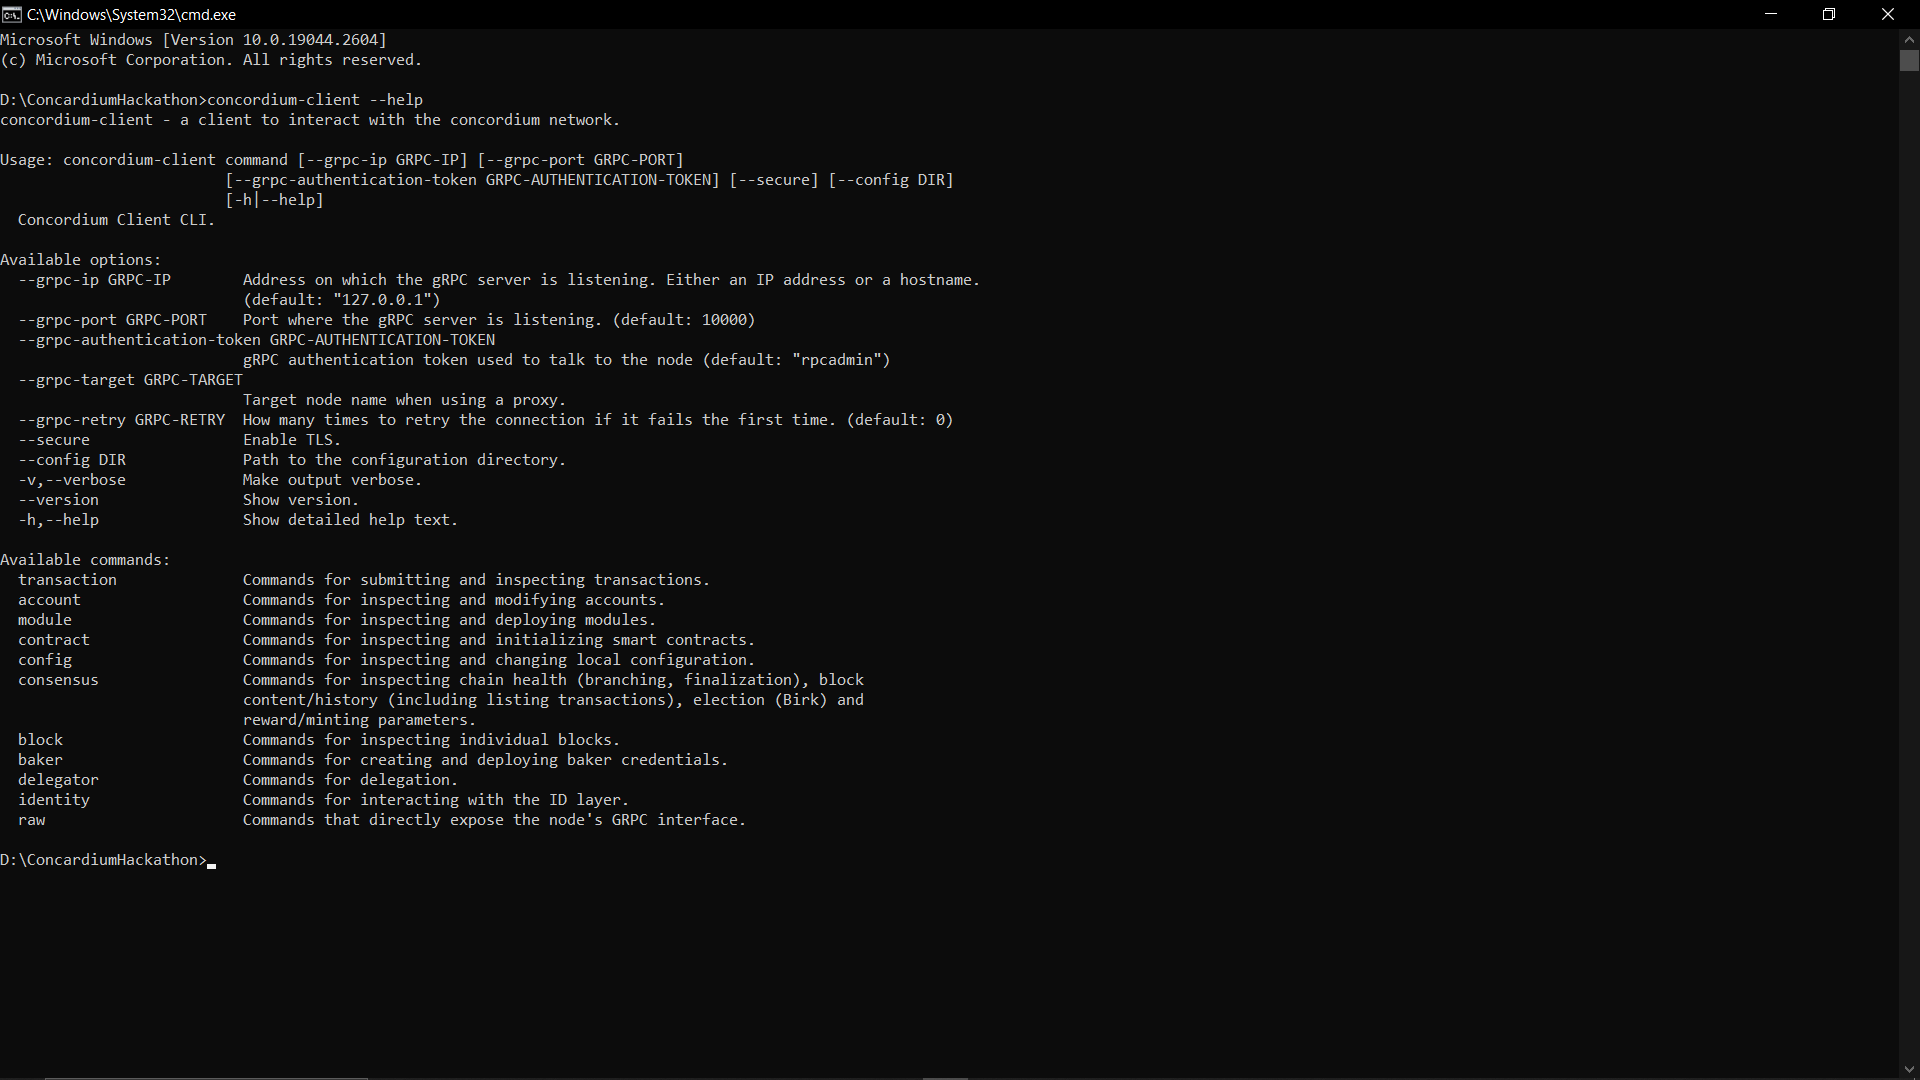 C:\Windows\System32\cmd.exe
Microsoft Windows [Version 10.0.19044.2604]
(c) Microsoft Corporation. All rights reserved.
D:\ConcardiumHackathon>concordium-client --help
concordium-client - a client to interact with the concordium network.
Usage: concordium-client command [--grpc-ip GRPC-IP] [--grpc-port GRPC-PORT]
[--grpc-authentication-token GRPC-AUTHENTICATION-TOKEN] [--secure] [--config DIR]
[-h|--help]
Concordium Client CLI.
Available options:
--grpc-ip GRPC-IP Address on which the gRPC server is listening. Either an IP address or a hostname.
(default: "127.0.0.1")
--grpc-port GRPC-PORT Port where the gRPC server is listening. (default: 10000)
--grpc-authentication-token GRPC-AUTHENTICATION-TOKEN
gRPC authentication token used to talk to the node (default: "rpcadmin")
--grpc-target GRPC-TARGET
Target node name when using a proxy.
--grpc-retry GRPC-RETRY How many times to retry the connection if it fails the first time. (default: 0)
--secure Enable TLS.
--config DIR Path to the configuration directory.
-v,--verbose Make output verbose.
--version Show version.
-h,--help Show detailed help text.
Available commands:
transaction Commands for submitting and inspecting transactions.
account Commands for inspecting and modifying accounts.
module Commands for inspecting and deploying modules.
contract Commands for inspecting and initializing smart contracts.
config Commands for inspecting and changing local configuration.
consensus Commands for inspecting chain health (branching, finalization), block
content/history (including listing transactions), election (Birk) and
reward/minting parameters.
block Commands for inspecting individual blocks.
baker Commands for creating and deploying baker credentials.
delegator Commands for delegation.
identity Commands for interacting with the ID layer.
raw Commands that directly expose the node's GRPC interface.
D:\ConcardiumHackathon>